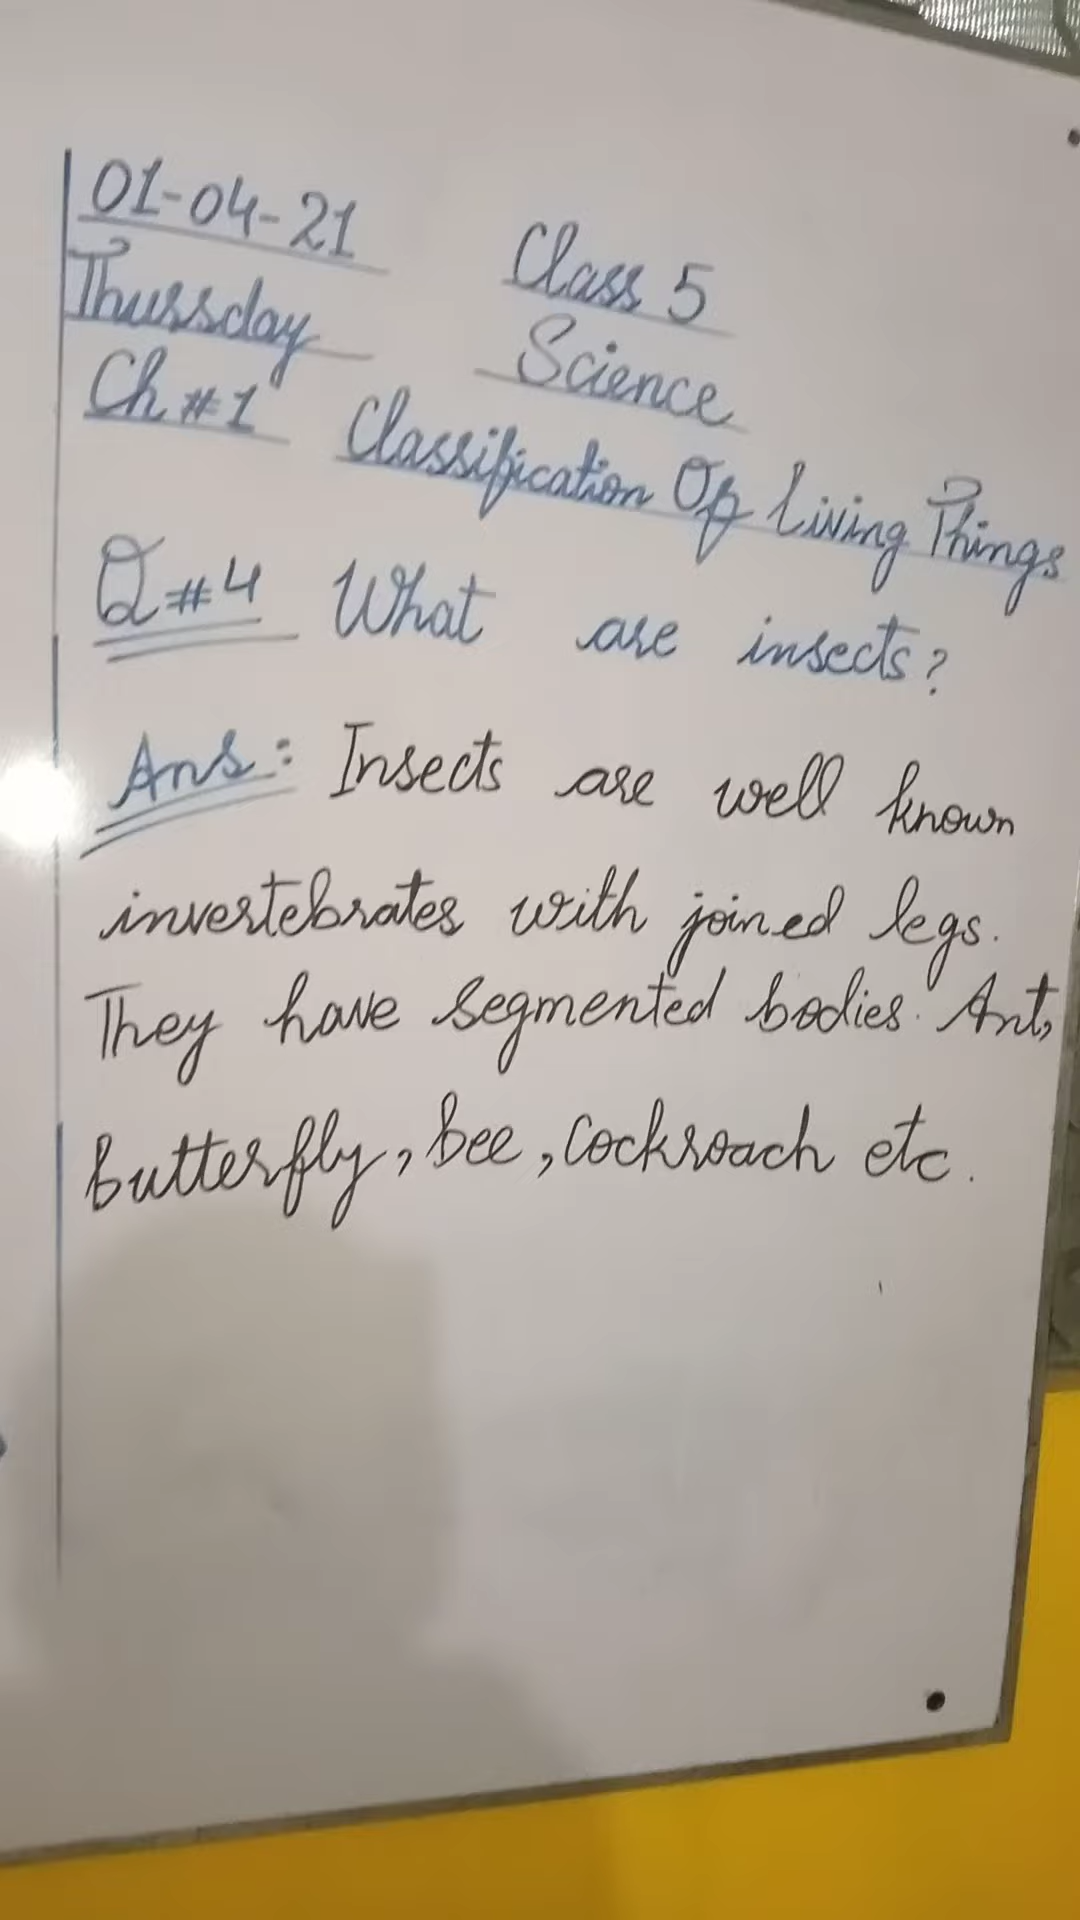 01-04-21
Class 5
Thursday
Science
Ch #1 Classification Of Living Things
Q #4 What are insects?
Ans: Insects are well known
invertebrates with joined legs.
They have segmented bodies. Ant,
butterfly, bee, cockroach etc.